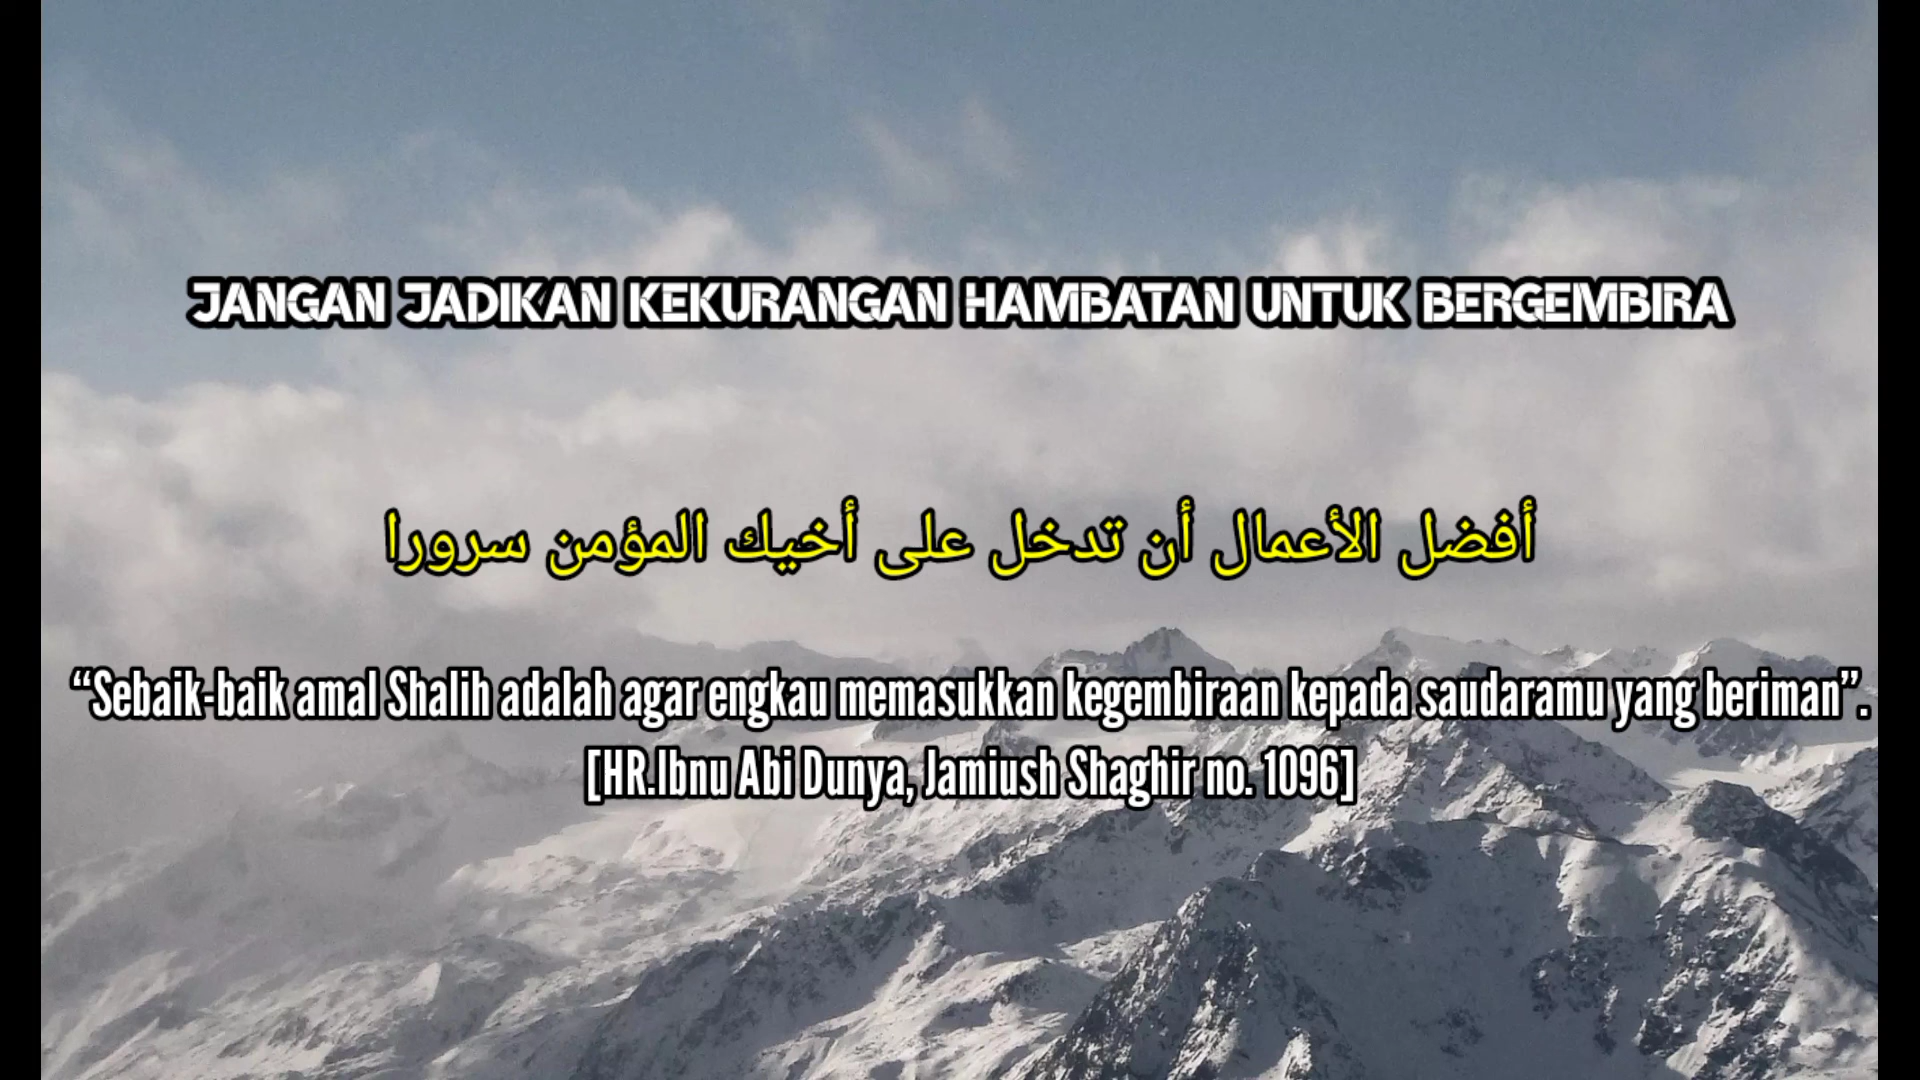 JANGAN JADIKAN KEKURANGAN HAMBATAN UNTUK BERGEMBIRA
أفضل الأعمال أن تدخل على أخيك المؤمن سرورا
“Sebaik-baik amal Shalih adalah agar engkau memasukkan kegembiraan kepada saudaramu yang beriman”.
[HR.Ibnu Abi Dunya, Jamiush Shaghir no. 1096]